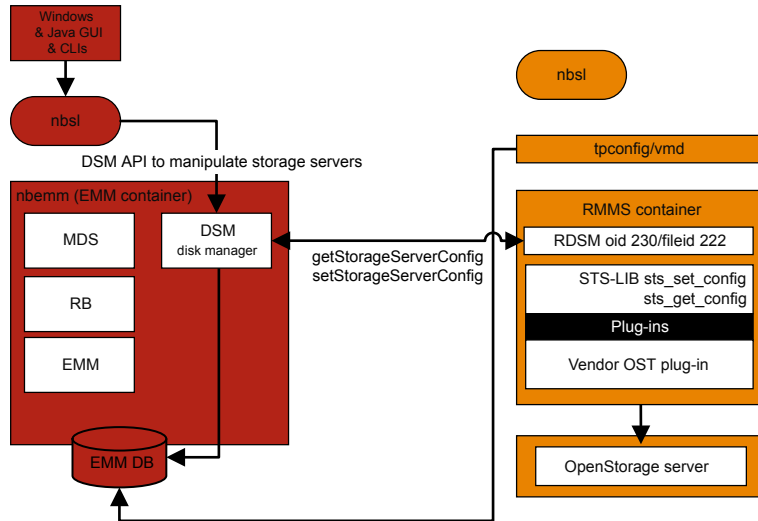 Windows
& Java GUI
& CLIs
nbsl
nbsl
DSM API to manipulate storage servers
tpconfig/vmd
nbemm (EMM container)
MDS
DSM
disk manager
RB
EMM
EMM DB
getStorageServerConfig
setStorageServerConfig
RMMS container
RDSM oid 230/fileid 222
STS-LIB sts_set_config
sts_get_config
Plug-ins
Vendor OST plug-in
OpenStorage server